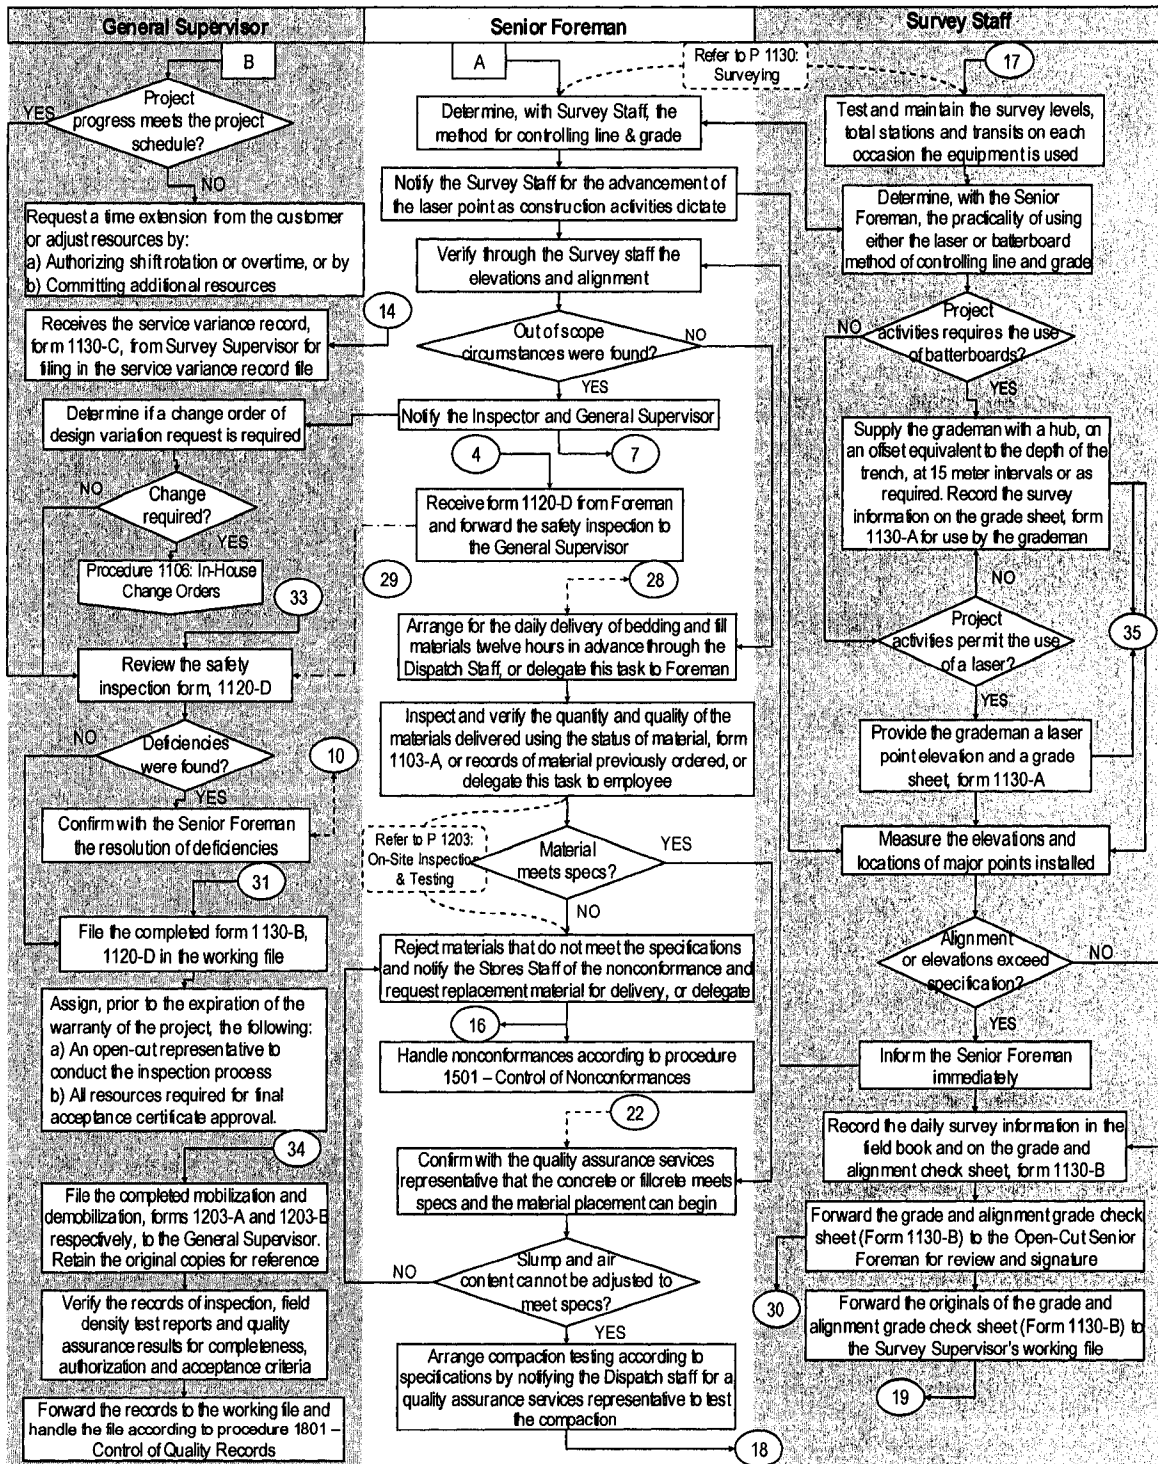 General Supervisor
Senior Foreman
Survey Staff
B
Project
progress meets the project
schedule?
YES
NO
Request a time extension from the customer
or adjust resources by:
a) Authorizing shift rotation or overtime, or by
b) Committing additional resources
14
Receives the service variance record,
form 1130-C, from Survey Supervisor for
filing in the service variance record file
Determine if a change order of
design variation request is required
NO
Change
required?
YES
Procedure 1106: In-House
Change Orders
29
33
Review the safety
inspection form, 1120-D
NO
Deficiencies
were found?
YES
10
Confirm with the Senior Foreman
the resolution of deficiencies
31
File the completed form 1130-B,
1120-D in the working file
Assign, prior to the expiration of the
warranty of the project, the following:
a) An open-cut representative to
conduct the inspection process
b) All resources required for final
acceptance certificate approval.
34
File the completed mobilization and
demobilization, forms 1203-A and 1203-B
respectively, to the General Supervisor.
Retain the original copies for reference
Verify the records of inspection, field
density test reports and quality
assurance results for completeness,
authorization and acceptance criteria
Forward the records to the working file and
handle the file according to procedure 1801 –
Control of Quality Records
A
Refer to P 1130:
Surveying
Determine, with Survey Staff, the
method for controlling line & grade
Notify the Survey Staff for the advancement of
the laser point as construction activities dictate
Verify through the Survey staff the
elevations and alignment
Out of scope
circumstances were found?
NO
YES
Notify the Inspector and General Supervisor
4
7
Receive form 1120-D from Foreman
and forward the safety inspection to
the General Supervisor
28
Arrange for the daily delivery of bedding and fill
materials twelve hours in advance through the
Dispatch Staff, or delegate this task to Foreman
Inspect and verify the quantity and quality of the
materials delivered using the status of material, form
1103-A, or records of material previously ordered, or
delegate this task to employee
Refer to P 1203:
On-Site Inspection
& Testing
Material
meets specs?
YES
NO
Reject materials that do not meet the specifications
and notify the Stores Staff of the nonconformance and
request replacement material for delivery, or delegate
16
Handle nonconformances according to procedure
1501 – Control of Nonconformances
22
Confirm with the quality assurance services
representative that the concrete or fillcrete meets
specs and the material placement can begin
Slump and air
content cannot be adjusted to
meet specs?
NO
YES
Arrange compaction testing according to
specifications by notifying the Dispatch staff for a
quality assurance services representative to test
the compaction
18
17
Test and maintain the survey levels,
total stations and transits on each
occasion the equipment is used
Determine, with the Senior
Foreman, the practicality of using
either the laser or batterboard
method of controlling line and grade
NO
Project
activities requires the use
of batterboards?
YES
Supply the grademan with a hub, on
an offset equivalent to the depth of the
trench, at 15 meter intervals or as
required. Record the survey
information on the grade sheet, form
1130-A for use by the grademan
NO
Project
activities permit the use
of a laser?
35
YES
Provide the grademan a laser
point elevation and a grade
sheet, form 1130-A
Measure the elevations and
locations of major points installed
Alignment
or elevations exceed
specification?
NO
YES
Inform the Senior Foreman
immediately
Record the daily survey information in the
field book and on the grade and
alignment check sheet, form 1130-B
Forward the grade and alignment grade check
sheet (Form 1130-B) to the Open-Cut Senior
Foreman for review and signature
30
Forward the originals of the grade and
alignment grade check sheet (Form 1130-B) to
the Survey Supervisor's working file
19